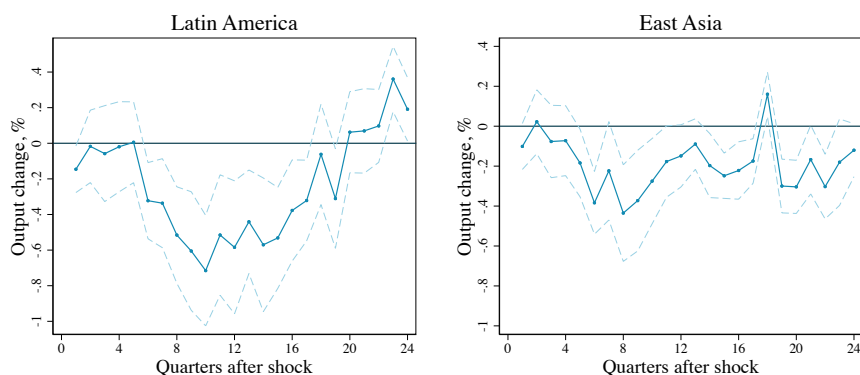 Latin America
Output change, %
.4
.2
0
-.2
-.4
-.6
-.8
-1
0 4 8 12 16 20 24
Quarters after shock
East Asia
Output change, %
.4
.2
0
-.2
-.4
-.6
-.8
-1
0 4 8 12 16 20 24
Quarters after shock